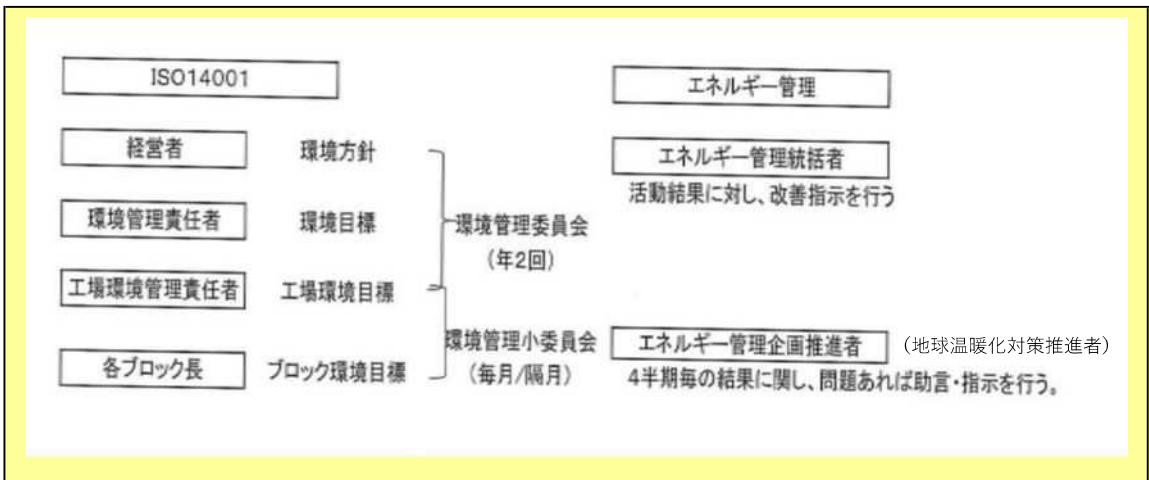 ISO14001
エネルギー管理
経営者 環境方針
エネルギー管理統括者
活動結果に対し、改善指示を行う
環境管理責任者 環境目標
環境管理委員会
(年2回)
工場環境管理責任者 工場環境目標
環境管理小委員会
(毎月/隔月)
エネルギー管理企画推進者 (地球温暖化対策推進者)
各ブロック長 ブロック環境目標
4半期毎の結果に関し、問題あれば助言・指示を行う。